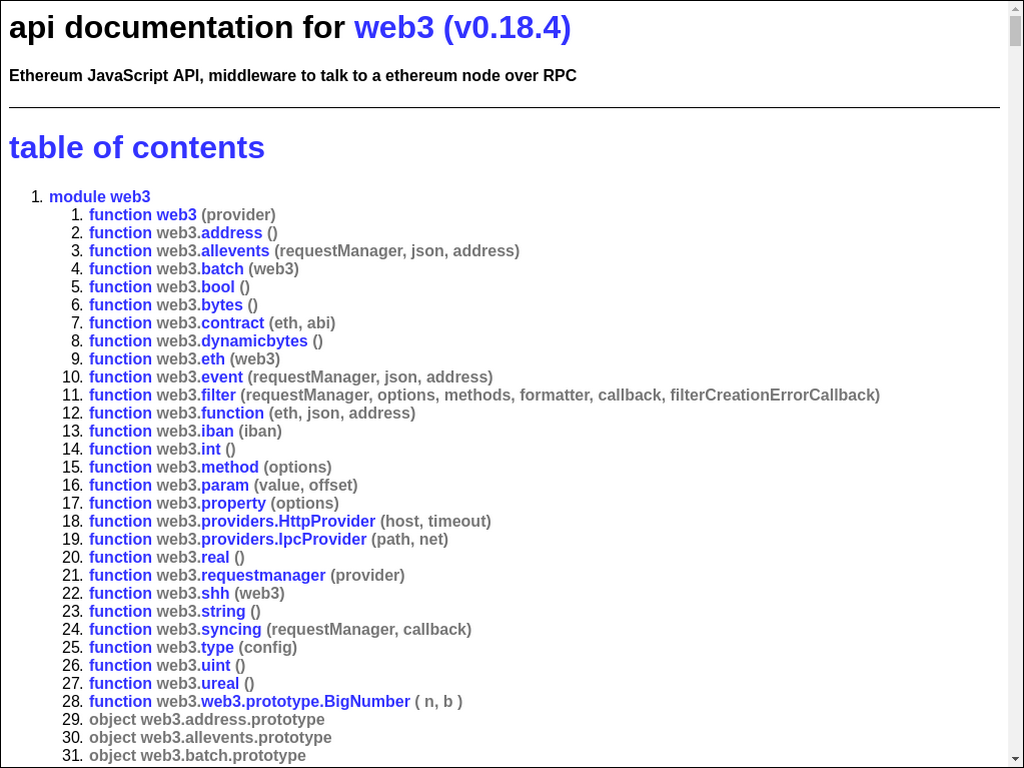 api documentation for web3 (v0.18.4)
Ethereum JavaScript API, middleware to talk to a ethereum node over RPC
table of contents
1. module web3
1. function web3 (provider)
2. function web3.address ()
3. function web3.allevents (requestManager, json, address)
4. function web3.batch (web3)
5. function web3.bool ()
6. function web3.bytes ()
7. function web3.contract (eth, abi)
8. function web3.dynamicbytes ()
9. function web3.eth (web3)
10. function web3.event (requestManager, json, address)
11. function web3.filter (requestManager, options, methods, formatter, callback, filterCreationErrorCallback)
12. function web3.function (eth, json, address)
13. function web3.iban (iban)
14. function web3.int ()
15. function web3.method (options)
16. function web3.param (value, offset)
17. function web3.property (options)
18. function web3.providers.HttpProvider (host, timeout)
19. function web3.providers.IpcProvider (path, net)
20. function web3.real ()
21. function web3.requestmanager (provider)
22. function web3.shh (web3)
23. function web3.string ()
24. function web3.syncing (requestManager, callback)
25. function web3.type (config)
26. function web3.uint ()
27. function web3.ureal ()
28. function web3.web3.prototype.BigNumber ( n, b )
29. object web3.address.prototype
30. object web3.allevents.prototype
31. object web3.batch.prototype